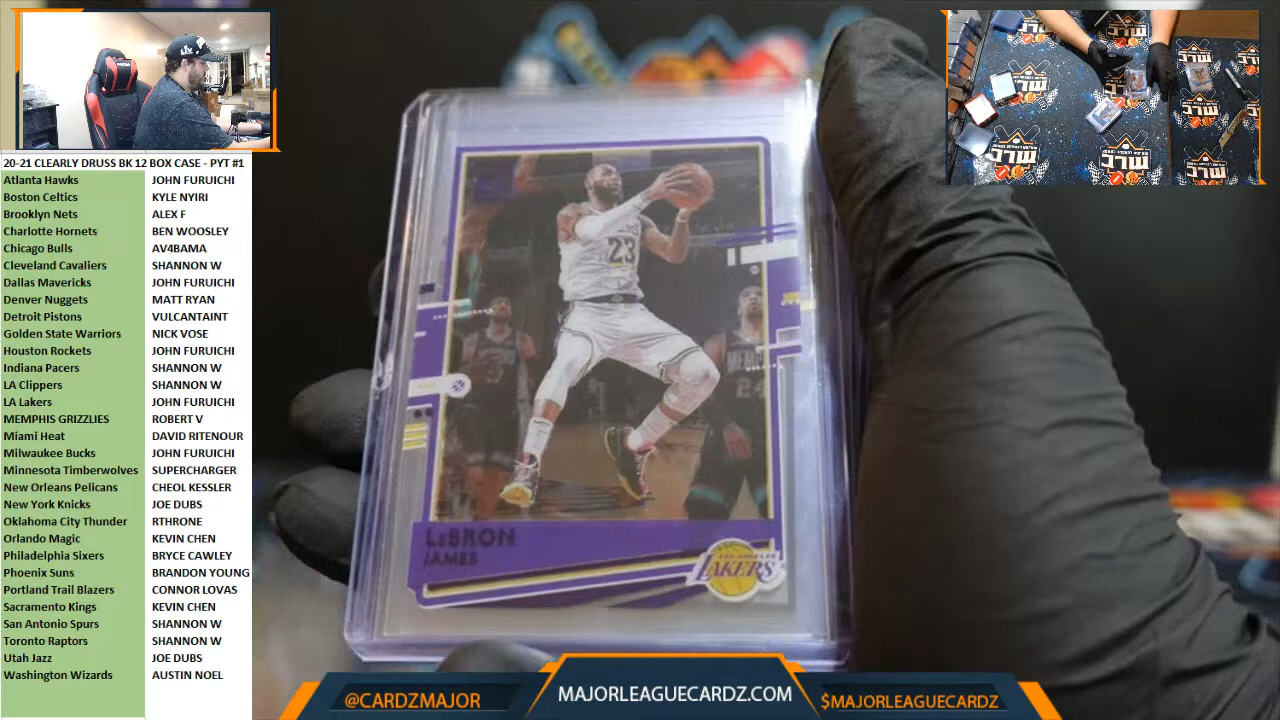 20-21 CLEARLY DRUSS BK 12 BOX CASE - PYT #1
Atlanta Hawks JOHN FURUICHI
Boston Celtics KYLE NYIRI
Brooklyn Nets ALEX F
Charlotte Hornets BEN WOOSLEY
Chicago Bulls AV4BAMA
Cleveland Cavaliers SHANNON W
Dallas Mavericks JOHN FURUICHI
Denver Nuggets MATT RYAN
Detroit Pistons VULCANTAINT
Golden State Warriors NICK VOSE
Houston Rockets JOHN FURUICHI
Indiana Pacers SHANNON W
LA Clippers SHANNON W
LA Lakers JOHN FURUICHI
MEMPHIS GRIZZLIES ROBERT V
Miami Heat DAVID RITENOUR
Milwaukee Bucks JOHN FURUICHI
Minnesota Timberwolves SUPERCHARGER
New Orleans Pelicans CHEOL KESSLER
New York Knicks JOE DUBS
Oklahoma City Thunder RTHRONE
Orlando Magic KEVIN CHEN
Philadelphia Sixers BRYCE CAWLEY
Phoenix Suns BRANDON YOUNG
Portland Trail Blazers CONNOR LOVAS
Sacramento Kings KEVIN CHEN
San Antonio Spurs SHANNON W
Toronto Raptors SHANNON W
Utah Jazz JOE DUBS
Washington Wizards AUSTIN NOEL
23
24
LEBRON
JAMES
LOS ANGELES
LAKERS
@CARDZMAJOR
MAJORLEAGUECARDZ.COM
$MAJORLEAGUECARDZ